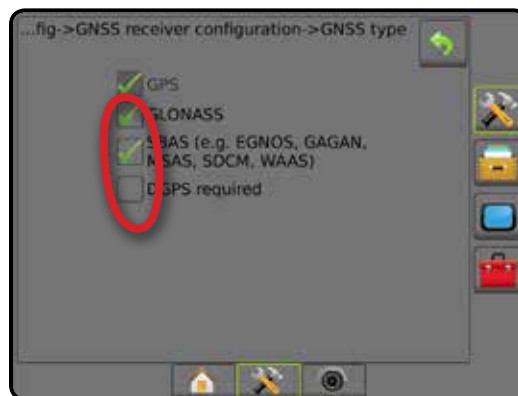 ...fig->GNSS receiver configuration->GNSS type
GPS
GLONASS
SBAS (e.g. EGNOS, GAGAN,
MSAS, SDCM, WAAS)
DGPS required